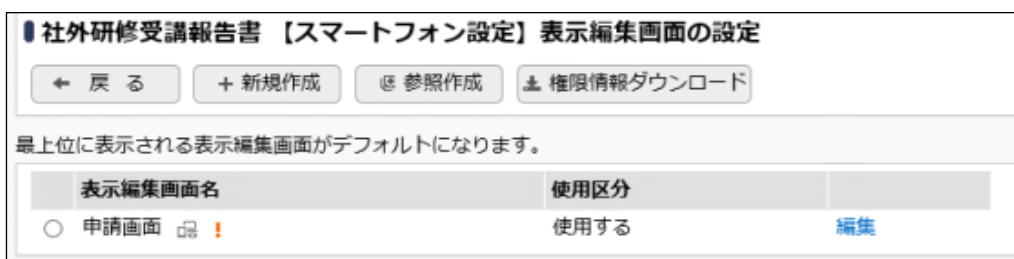 社外研修受講報告書 【スマートフォン設定】表示編集画面の設定
戻 る 新規作成 参照作成 権限情報ダウンロード
最上位に表示される表示編集画面がデフォルトになります。
表示編集画面名 使用区分
申請画面 ! 使用する 編集